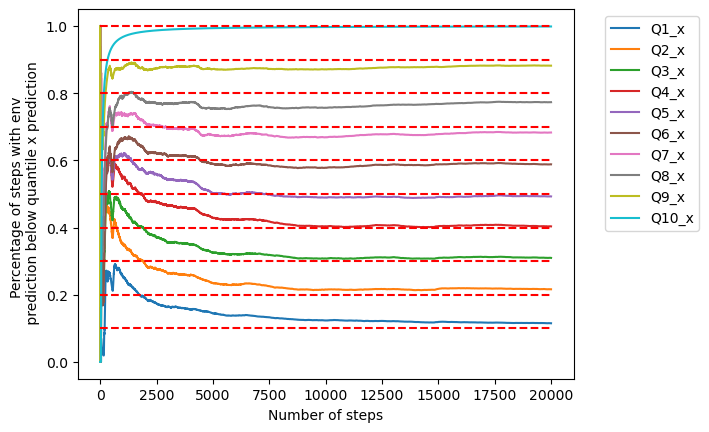 Percentage of steps with env
prediction below quantile x prediction
1.0
0.8
0.6
0.4
0.2
0.0
0
2500
5000
7500
10000
12500
15000
17500
20000
Number of steps
Q1_x
Q2_x
Q3_x
Q4_x
Q5_x
Q6_x
Q7_x
Q8_x
Q9_x
Q10_x